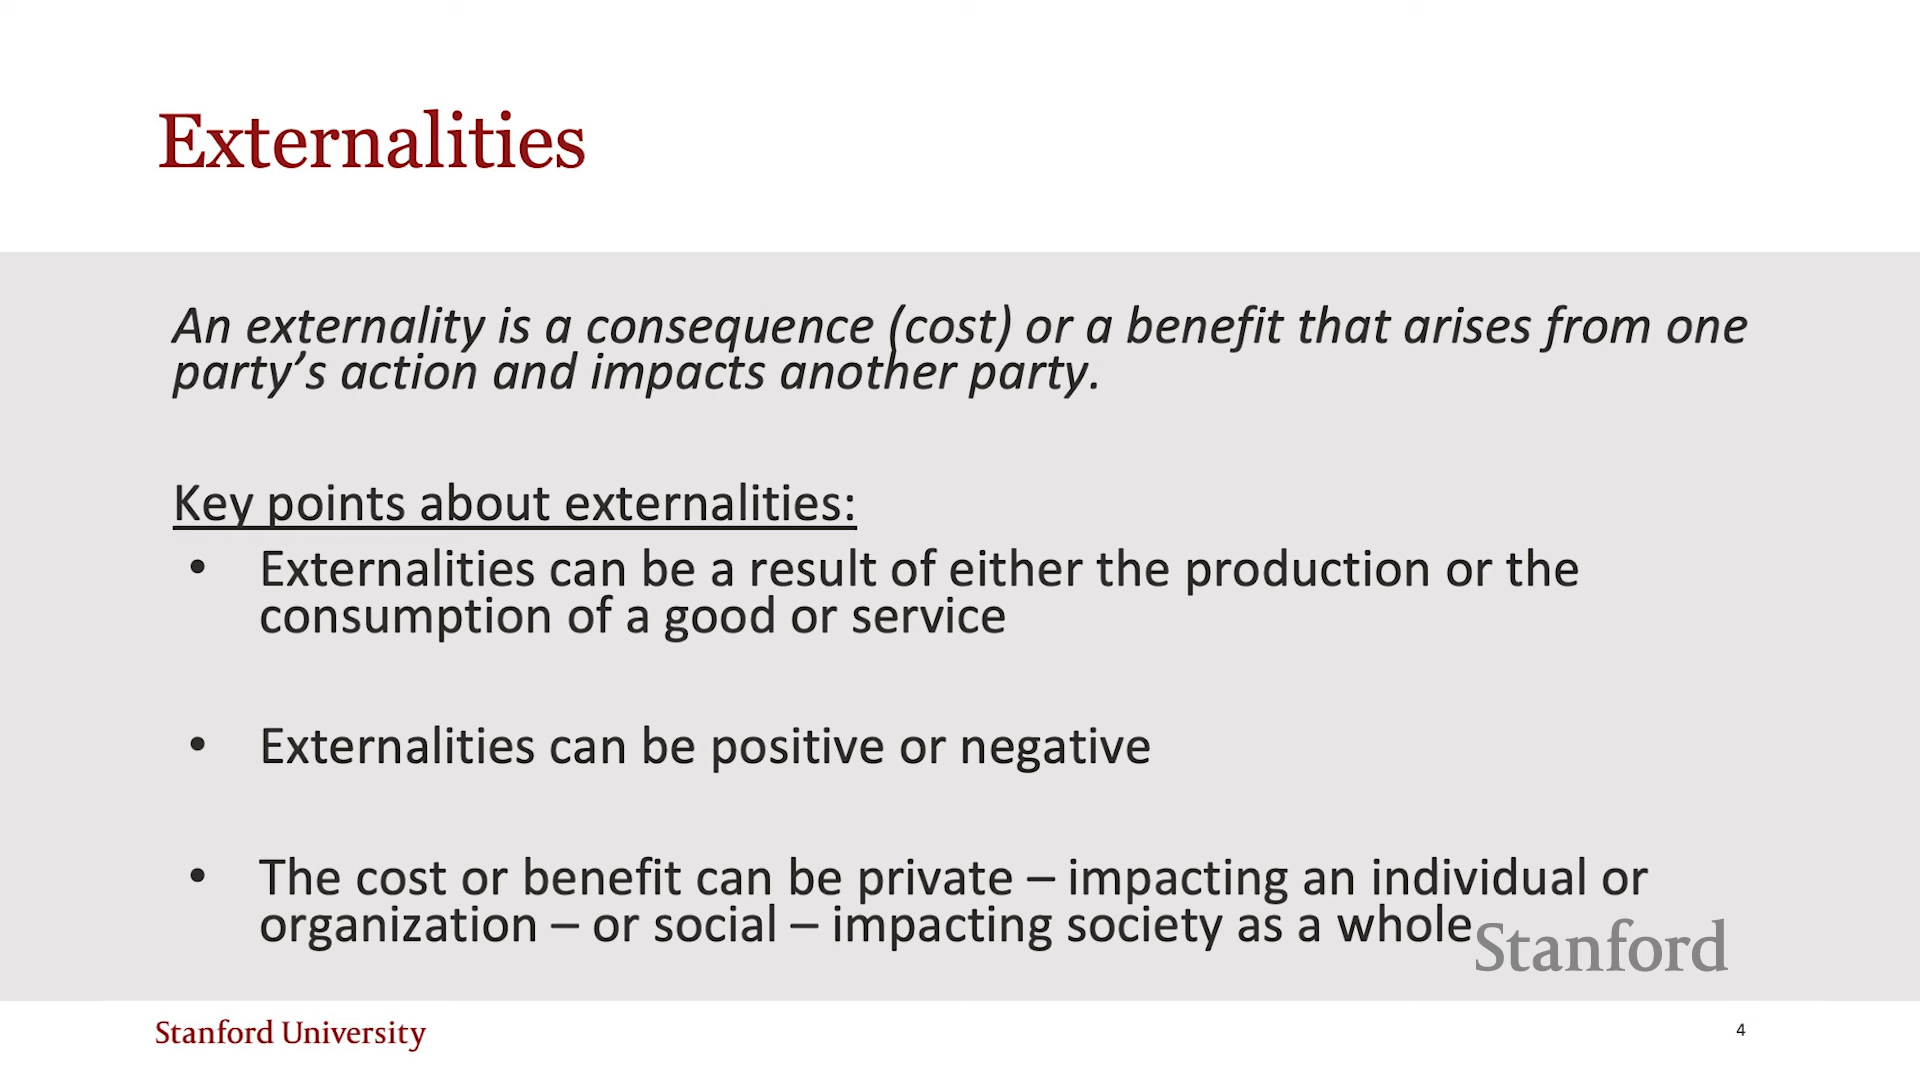 Externalities
An externality is a consequence (cost) or a benefit that arises from one
party’s action and impacts another party.
Key points about externalities:
• Externalities can be a result of either the production or the
consumption of a good or service
• Externalities can be positive or negative
• The cost or benefit can be private – impacting an individual or
organization – or social – impacting society as a whole
Stanford
Stanford University
4